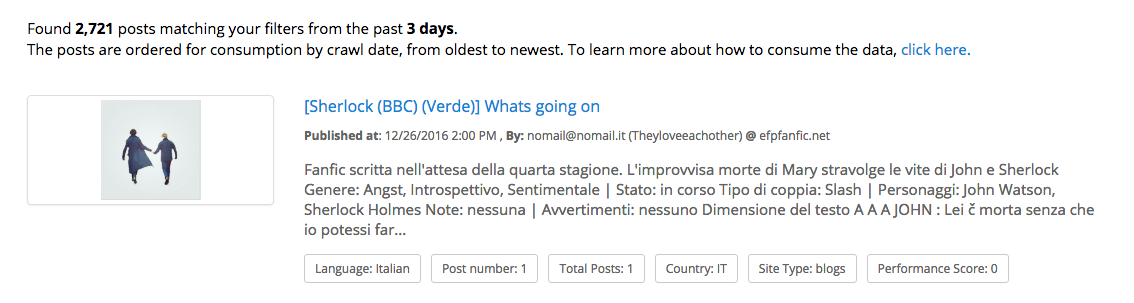 Found 2,721 posts matching your filters from the past 3 days.
The posts are ordered for consumption by crawl date, from oldest to newest. To learn more about how to consume the data, click here.
[Sherlock (BBC) (Verde)] Whats going on
Published at: 12/26/2016 2:00 PM , By: nomail@nomail.it (Theyloveeachother) @ efpfanfic.net
Fanfic scritta nell'attesa della quarta stagione. L'improvvisa morte di Mary stravolge le vite di John e Sherlock
Genere: Angst, Introspettivo, Sentimentale | Stato: in corso Tipo di coppia: Slash | Personaggi: John Watson,
Sherlock Holmes Note: nessuna | Avvertimenti: nessuno Dimensione del testo A A A JOHN : Lei č morta senza che
io potessi far...
Language: Italian Post number: 1 Total Posts: 1 Country: IT Site Type: blogs Performance Score: 0